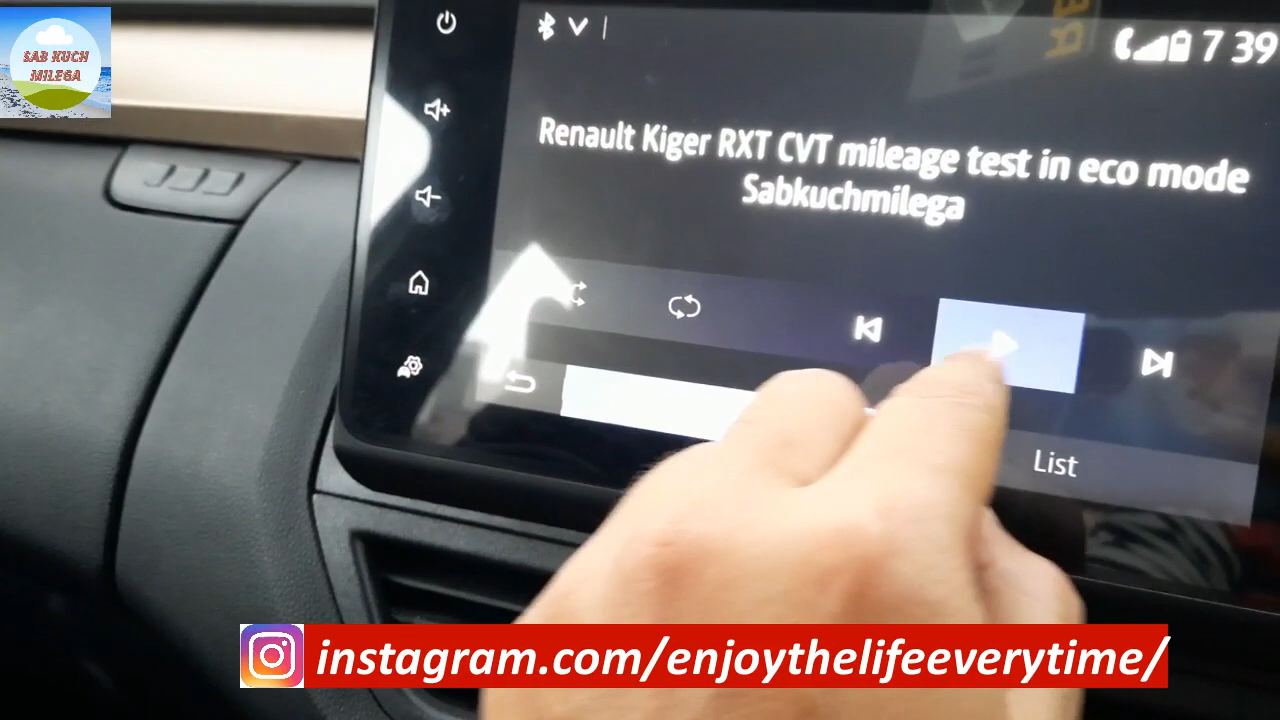 SAB KUCH
MILEGA
7 39
Renault Kiger RXT CVT mileage test in eco mode
Sabkuchmilega
List
instagram.com/enjoythelifeeverytime/